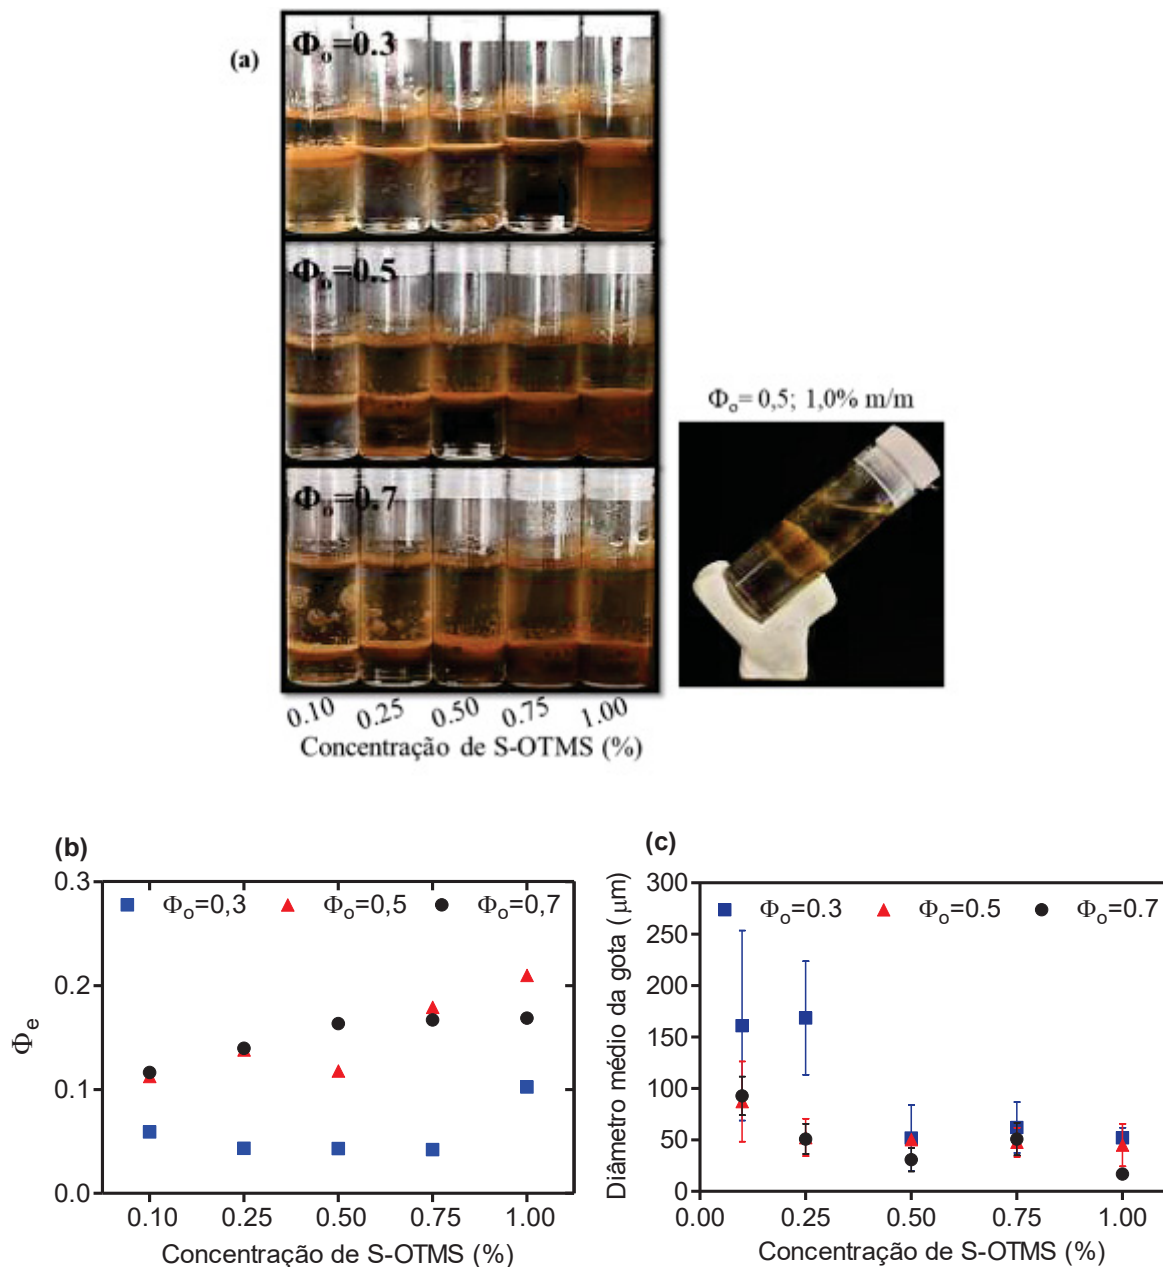 (a)
Φo=0.3
Φo=0.5
Φo=0.7
0.10 0.25 0.50 0.75 1.00
Concentração de S-OTMS (%)
Φo= 0,5; 1,0% m/m
(b)
0.3
Φo=0,3 Φo=0,5 Φo=0,7
0.2
0.1
0.0
Φe
0.10 0.25 0.50 0.75 1.00
Concentração de S-OTMS (%)
(c)
300
Φo=0.3 Φo=0.5 Φo=0.7
250
200
150
100
50
0
Diâmetro médio da gota ( μm)
0.00 0.25 0.50 0.75 1.00
Concentração de S-OTMS (%)